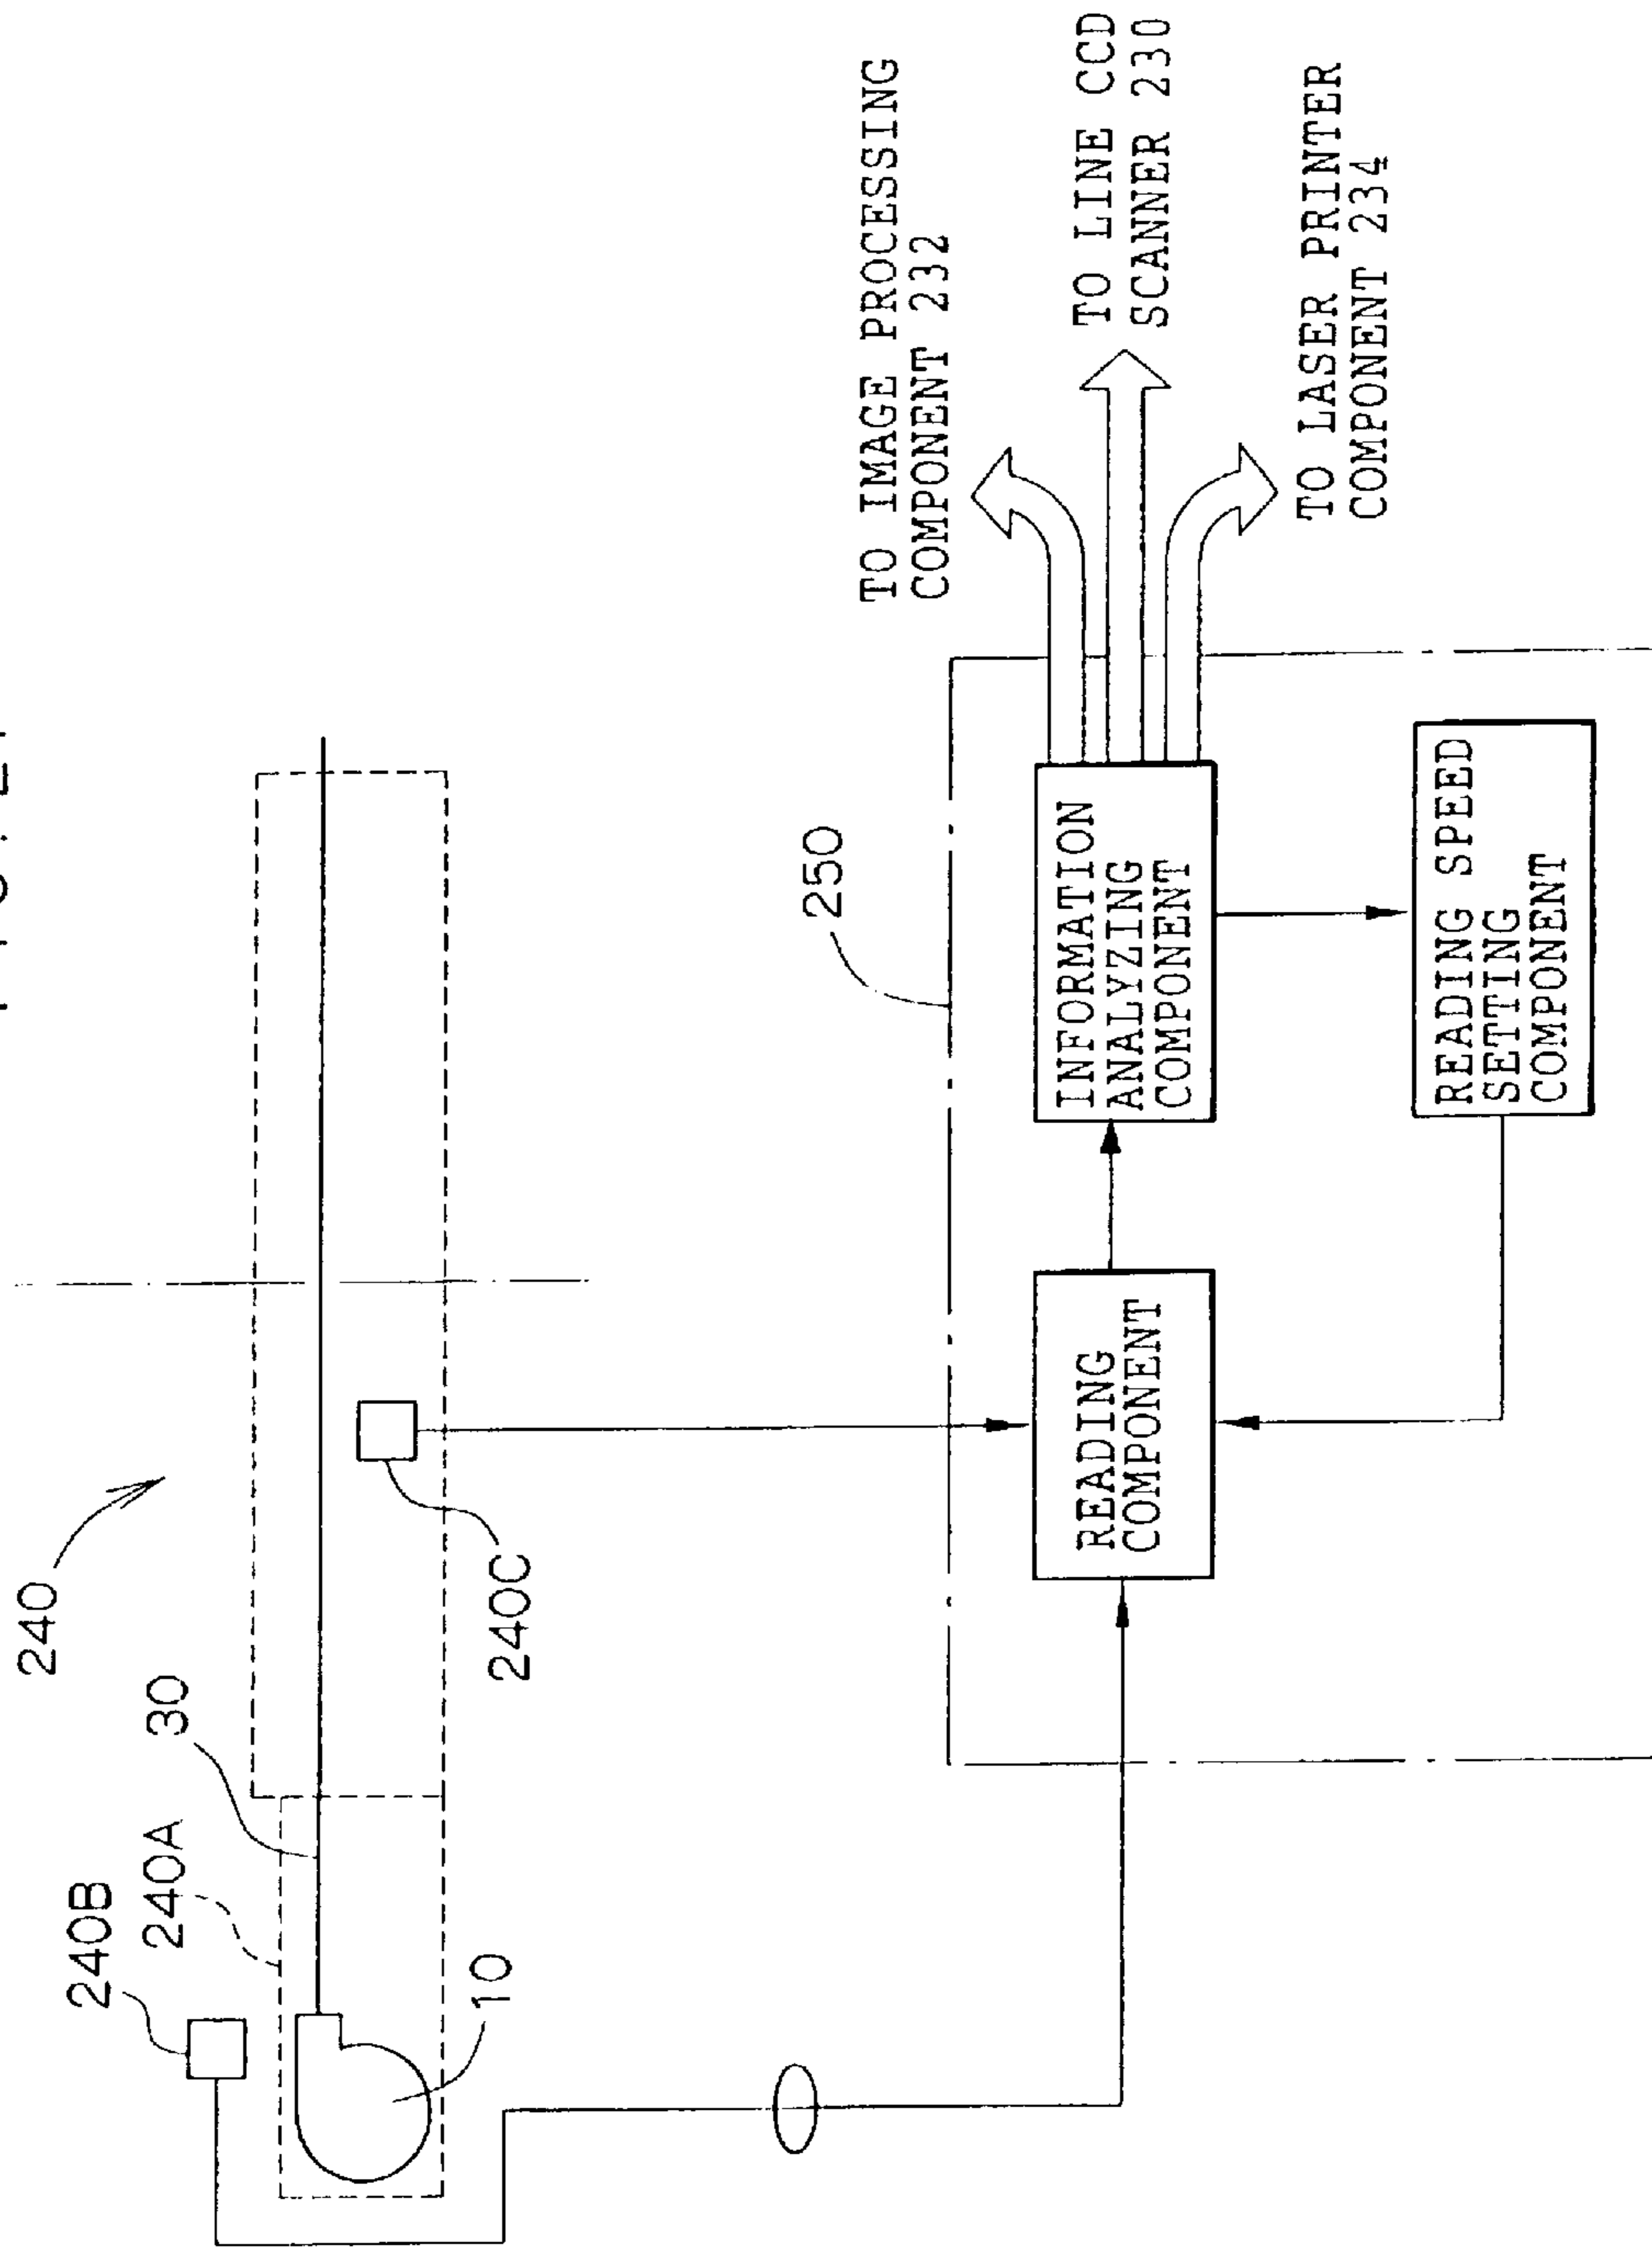 240
240B
240A
30
10
240C
250
TO IMAGE PROCESSING
COMPONENT 232
TO LINE CCD
SCANNER 230
TO LASER PRINTER
COMPONENT 234
READING
COMPONENT
INFORMATION
ANALYZING
COMPONENT
READING SPEED
SETTING
COMPONENT